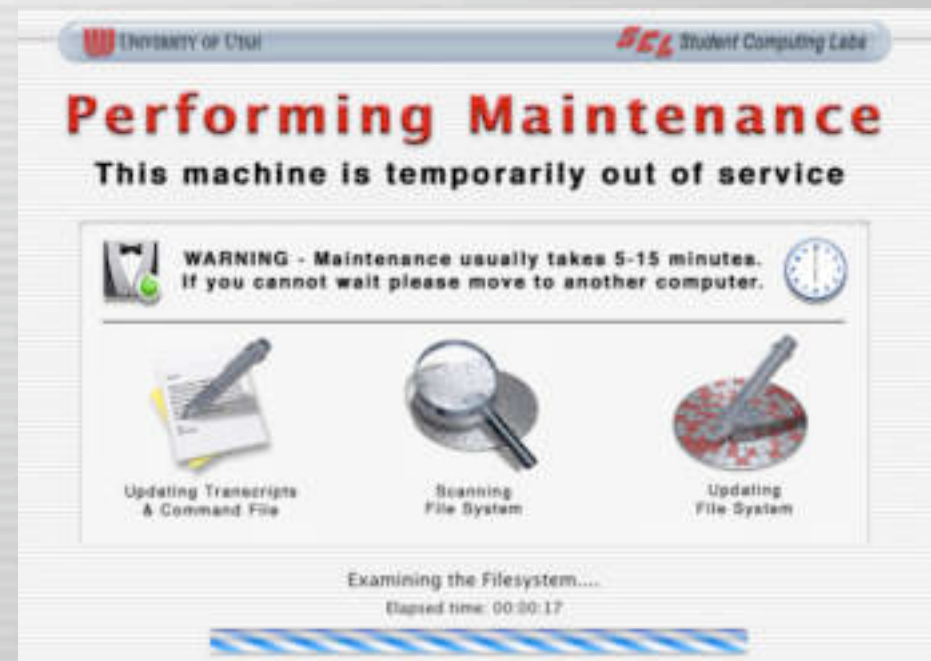 UNIVERSITY OF UTAH
SCL Student Computing Labs
Performing Maintenance
This machine is temporarily out of service
WARNING - Maintenance usually takes 5-15 minutes.
If you cannot wait please move to another computer.
Updating Transcripts
& Command File
Scanning
File System
Updating
File System
Examining the Filesystem....
Elapsed time: 00:00:17